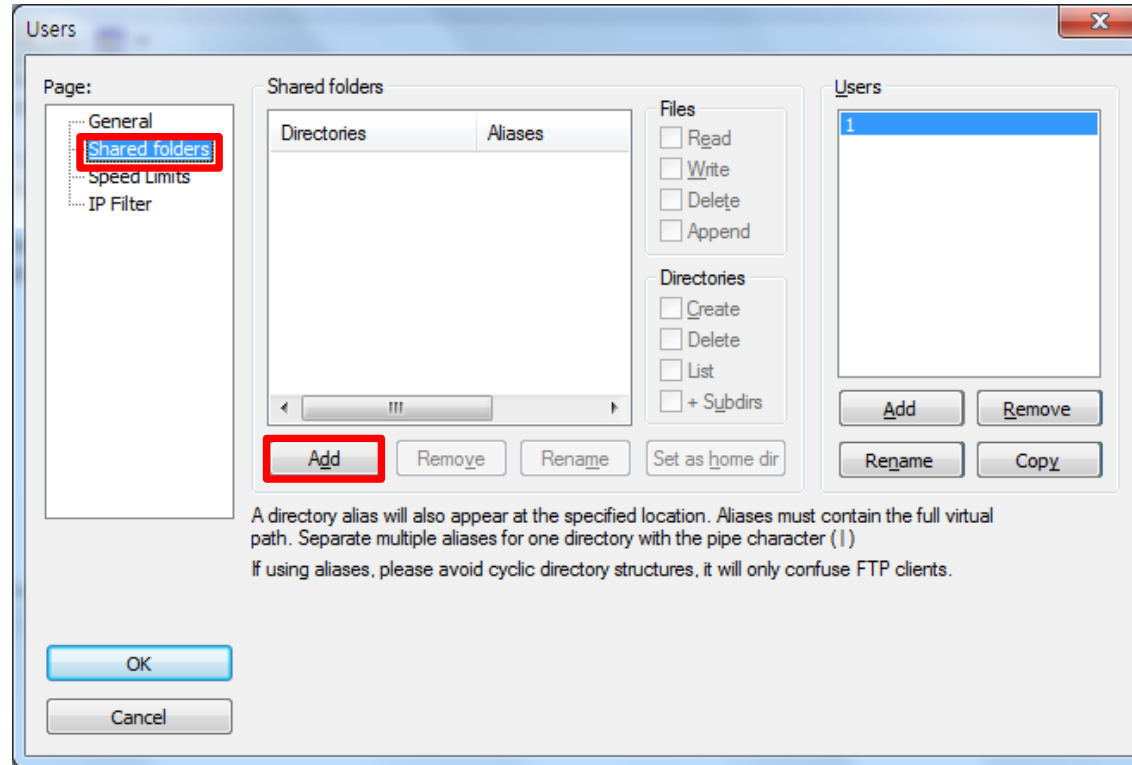 Users
Page:
General
Shared folders
Speed Limits
IP Filter
Shared folders
Directories Aliases
Files
Read
Write
Delete
Append
Directories
Create
Delete
List
+ Subdirs
Add Remove Rename Set as home dir
Users
1
Add Remove
Rename Copy
A directory alias will also appear at the specified location. Aliases must contain the full virtual
path. Separate multiple aliases for one directory with the pipe character (|)
If using aliases, please avoid cyclic directory structures, it will only confuse FTP clients.
OK
Cancel